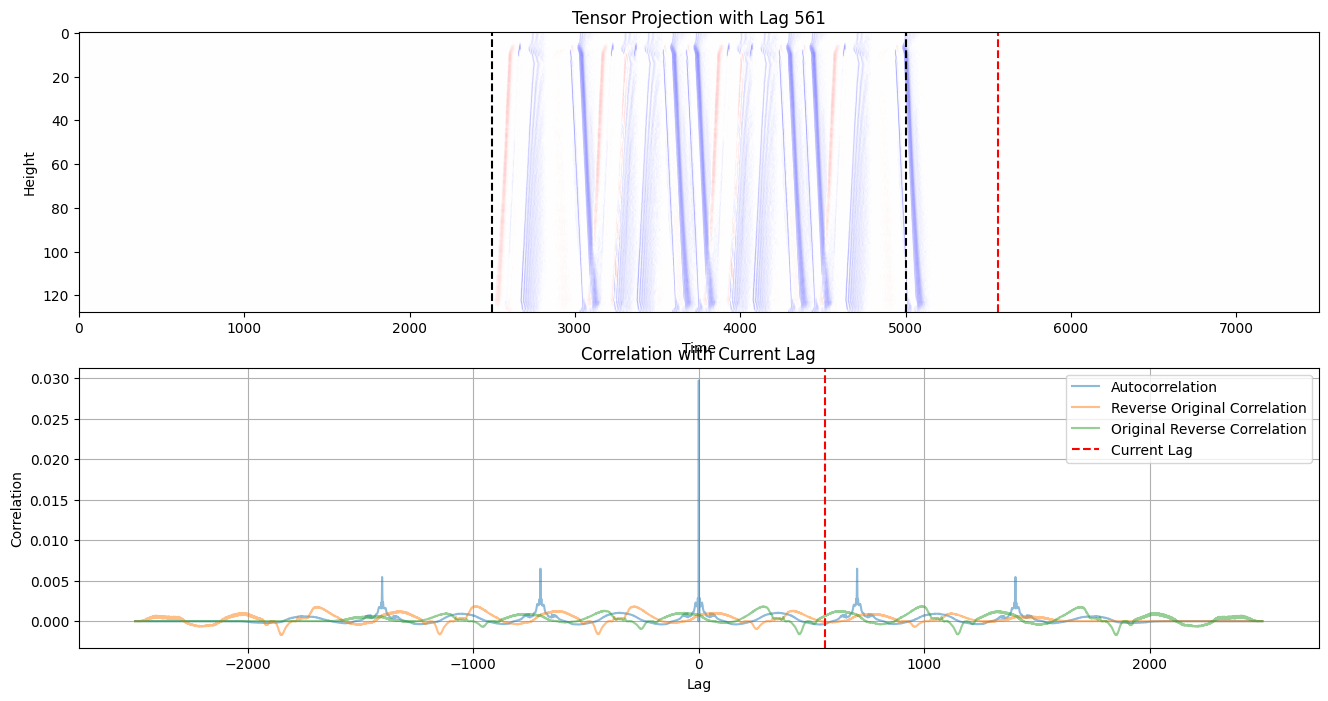 Tensor Projection with Lag 561
Height
0
20
40
60
80
100
120
0 1000 2000 3000 4000 5000 6000 7000
Time
Correlation with Current Lag
Correlation
0.030
0.025
0.020
0.015
0.010
0.005
0.000
Autocorrelation
Reverse Original Correlation
Original Reverse Correlation
Current Lag
−2000 −1000 0 1000 2000
Lag